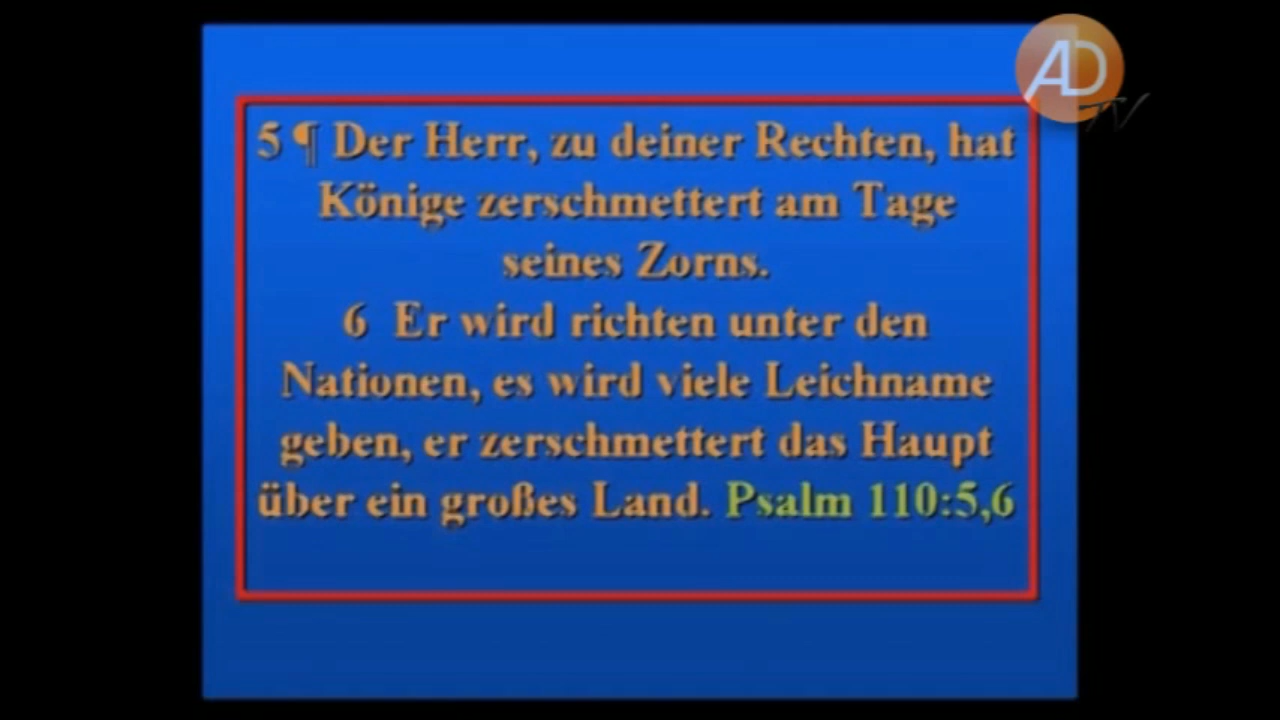 AD
TV
5 ¶ Der Herr, zu deiner Rechten, hat
Könige zerschmettert am Tage
seines Zorns.
6 Er wird richten unter den
Nationen, es wird viele Leichname
geben, er zerschmettert das Haupt
über ein großes Land. Psalm 110:5,6